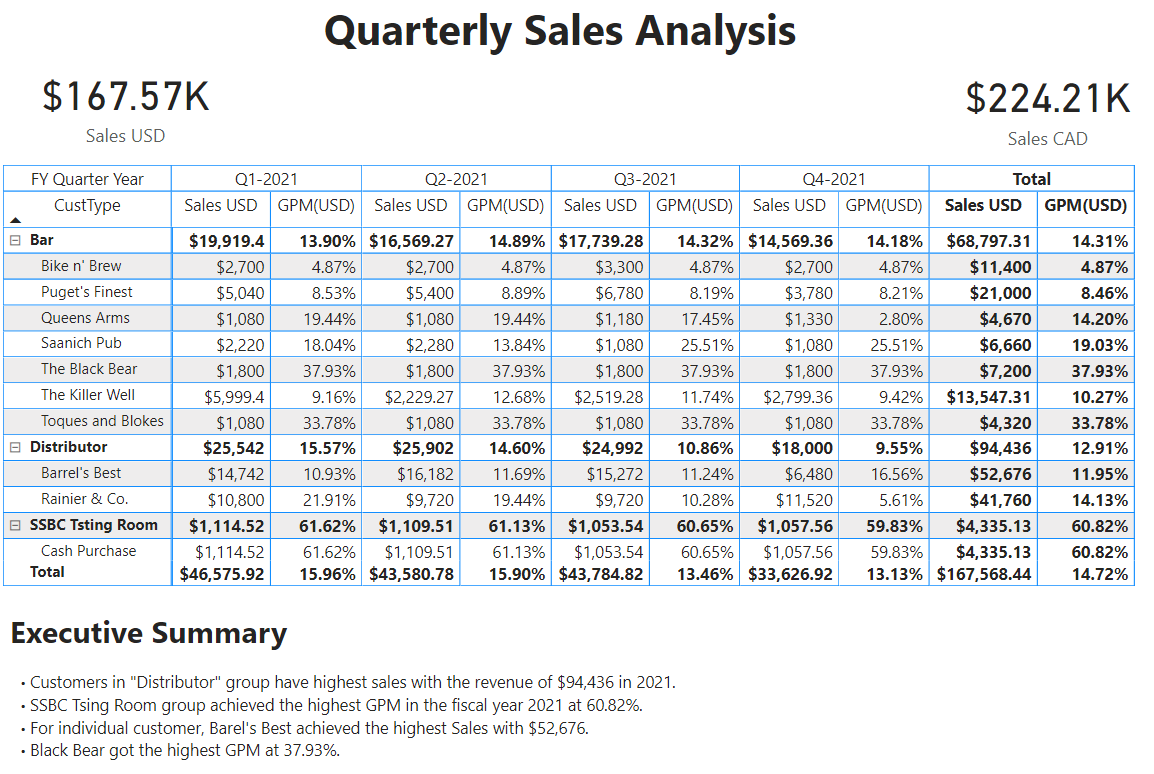 Quarterly Sales Analysis
$167.57K
Sales USD
$224.21K
Sales CAD
FY Quarter Year Q1-2021 Q2-2021 Q3-2021 Q4-2021 Total
CustType Sales USD GPM(USD) Sales USD GPM(USD) Sales USD GPM(USD) Sales USD GPM(USD) Sales USD GPM(USD)
Bar $19,919.4 13.90% $16,569.27 14.89% $17,739.28 14.32% $14,569.36 14.18% $68,797.31 14.31%
Bike n' Brew $2,700 4.87% $2,700 4.87% $3,300 4.87% $2,700 4.87% $11,400 4.87%
Puget's Finest $5,040 8.53% $5,400 8.89% $6,780 8.19% $3,780 8.21% $21,000 8.46%
Queens Arms $1,080 19.44% $1,080 19.44% $1,180 17.45% $1,330 2.80% $4,670 14.20%
Saanich Pub $2,220 18.04% $2,280 13.84% $1,080 25.51% $1,080 25.51% $6,660 19.03%
The Black Bear $1,800 37.93% $1,800 37.93% $1,800 37.93% $1,800 37.93% $7,200 37.93%
The Killer Well $5,999.4 9.16% $2,229.27 12.68% $2,519.28 11.74% $2,799.36 9.42% $13,547.31 10.27%
Toques and Blokes $1,080 33.78% $1,080 33.78% $1,080 33.78% $1,080 33.78% $4,320 33.78%
Distributor $25,542 15.57% $25,902 14.60% $24,992 10.86% $18,000 9.55% $94,436 12.91%
Barrel's Best $14,742 10.93% $16,182 11.69% $15,272 11.24% $6,480 16.56% $52,676 11.95%
Rainier & Co. $10,800 21.91% $9,720 19.44% $9,720 10.28% $11,520 5.61% $41,760 14.13%
SSBC Tsting Room $1,114.52 61.62% $1,109.51 61.13% $1,053.54 60.65% $1,057.56 59.83% $4,335.13 60.82%
Cash Purchase $1,114.52 61.62% $1,109.51 61.13% $1,053.54 60.65% $1,057.56 59.83% $4,335.13 60.82%
Total $46,575.92 15.96% $43,580.78 15.90% $43,784.82 13.46% $33,626.92 13.13% $167,568.44 14.72%
Executive Summary
• Customers in "Distributor" group have highest sales with the revenue of $94,436 in 2021.
• SSBC Tsing Room group achieved the highest GPM in the fiscal year 2021 at 60.82%.
• For individual customer, Barel's Best achieved the highest Sales with $52,676.
• Black Bear got the highest GPM at 37.93%.